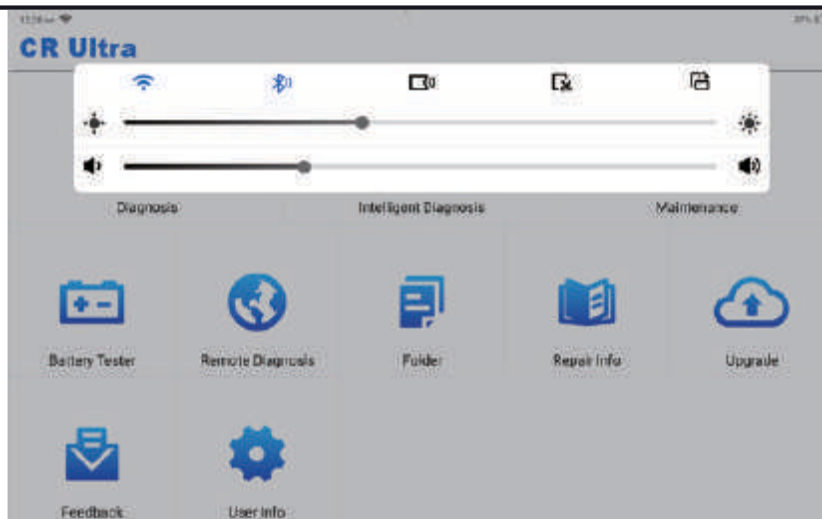 CR Ultra
Diagnosis Intelligent Diagnosis Maintenance
Battery Tester Remote Diagnosis Folder Repair Info Upgrade
Feedback User Info